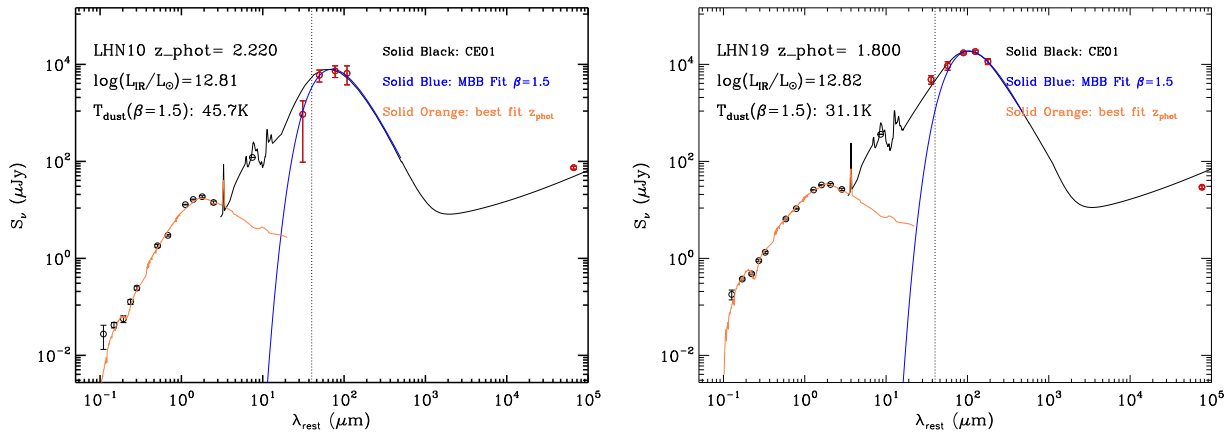 LHN10 z_phot= 2.220
log(L_IR/L_⊙)=12.81
T_dust(β=1.5): 45.7K
Solid Black: CE01
Solid Blue: MBB Fit β=1.5
Solid Orange: best fit z_phot
10^4
10^2
10^0
10^-2
S_ν (μJy)
10^-1 10^0 10^1 10^2 10^3 10^4 10^5
λ_rest (μm)
LHN19 z_phot= 1.800
log(L_IR/L_⊙)=12.82
T_dust(β=1.5): 31.1K
Solid Black: CE01
Solid Blue: MBB Fit β=1.5
Solid Orange: best fit z_phot
10^4
10^2
10^0
10^-2
S_ν (μJy)
10^-1 10^0 10^1 10^2 10^3 10^4 10^5
λ_rest (μm)